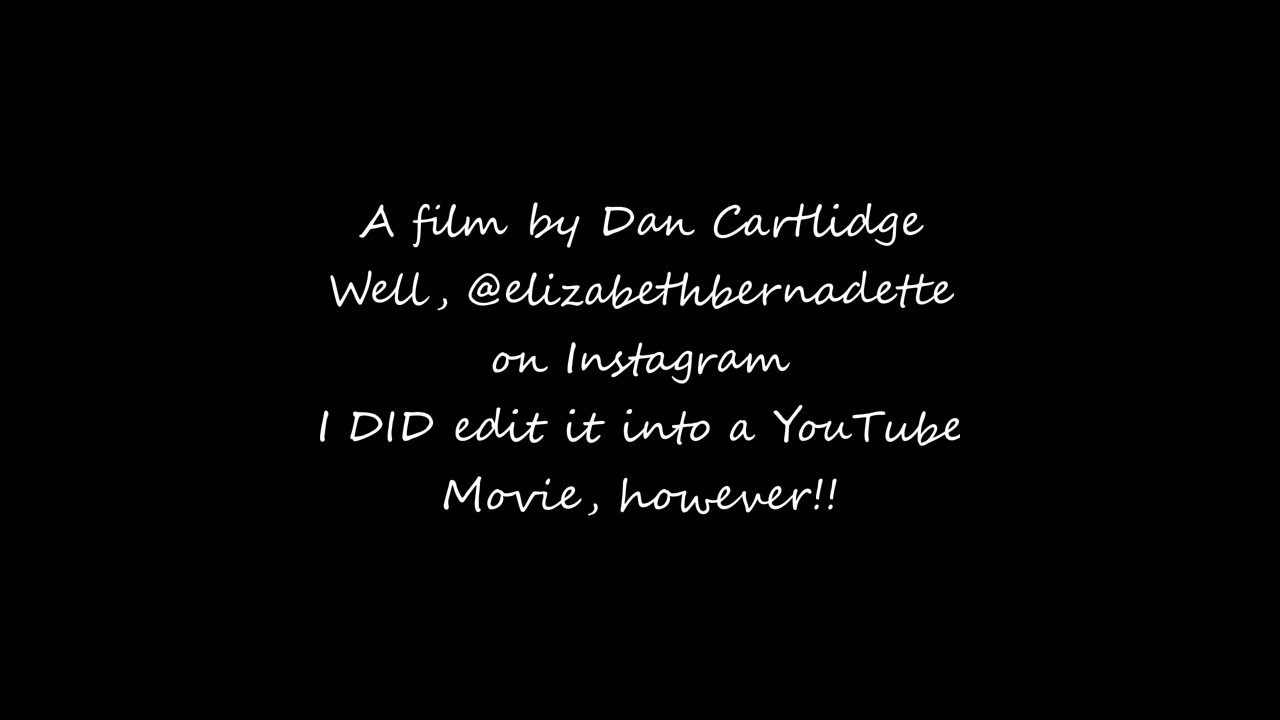 A film by Dan Cartlidge
Well, @elizabethbernadette
on Instagram
I DID edit it into a YouTube
Movie, however!!